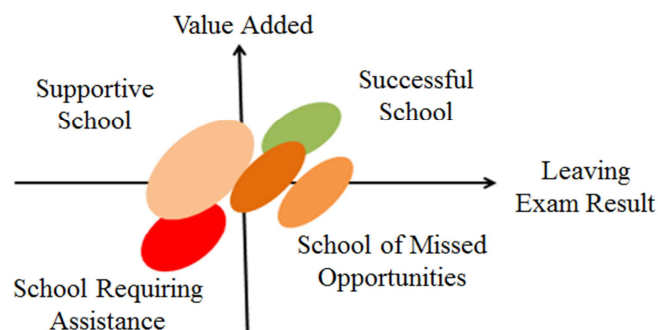 Value Added
Supportive
School
Successful
School
Leaving
Exam Result
School of Missed
Opportunities
School Requiring
Assistance